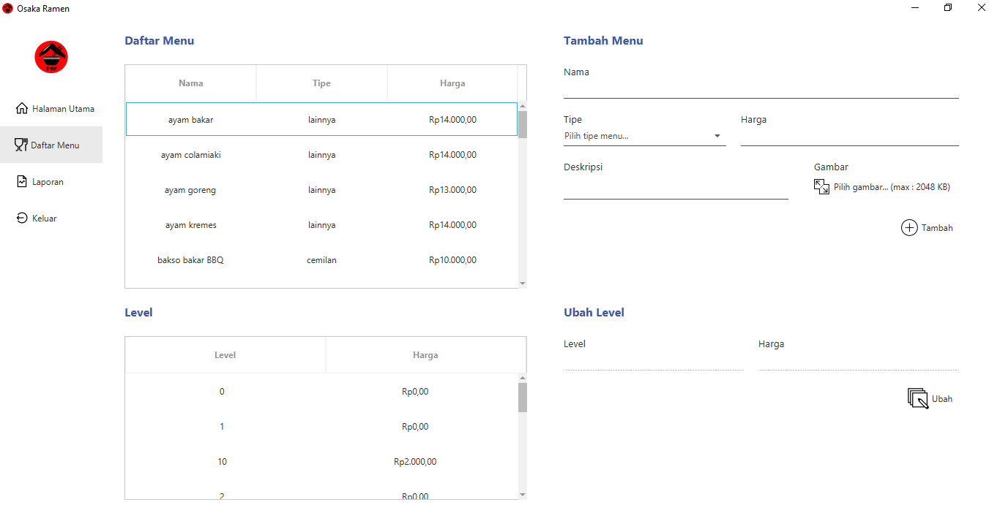 Osaka Ramen
Halaman Utama
Daftar Menu
Laporan
Keluar
Daftar Menu
Nama Tipe Harga
ayam bakar lainnya Rp14.000,00
ayam colamiaki lainnya Rp14.000,00
ayam goreng lainnya Rp13.000,00
ayam kremes lainnya Rp14.000,00
bakso bakar BBQ cemilan Rp10.000,00
Level
Level Harga
0 Rp0,00
1 Rp0,00
10 Rp2.000,00
2 Rp0,00
Tambah Menu
Nama
Tipe Harga
Pilih tipe menu...
Deskripsi Gambar
Pilih gambar... (max : 2048 KB)
Tambah
Ubah Level
Level Harga
Ubah